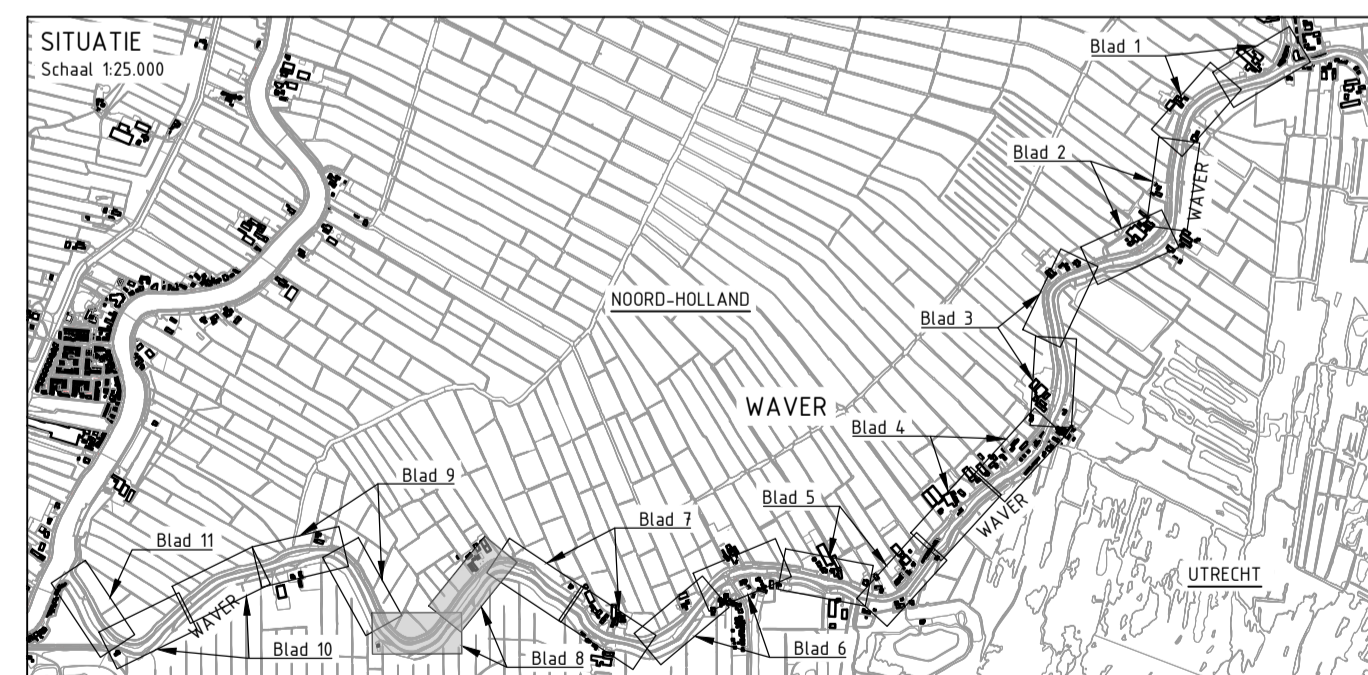 SITUATIE
Schaal 1:25.000
Blad 1
Blad 2
WAVER
NOORD-HOLLAND
Blad 3
WAVER
Blad 4
Blad 9
Blad 5
Blad 7
WAVER
Blad 11
UTRECHT
WAVER
Blad 10
Blad 8
Blad 6